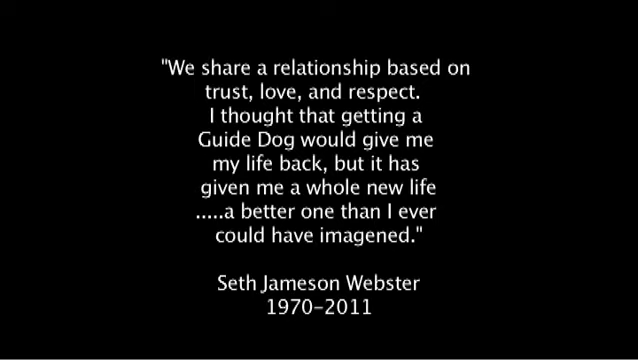 "We share a relationship based on
trust, love, and respect.
I thought that getting a
Guide Dog would give me
my life back, but it has
given me a whole new life
.....a better one than I ever
could have imagened."
Seth Jameson Webster
1970-2011